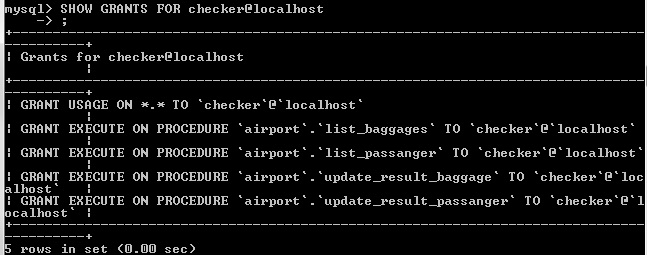 mysql> SHOW GRANTS FOR checker@localhost
    -> ;
+------------------------------------------------------------------------------
----------+
| Grants for checker@localhost
          |
+------------------------------------------------------------------------------
----------+
| GRANT USAGE ON *.* TO `checker`@`localhost`
          |
| GRANT EXECUTE ON PROCEDURE `airport`.`list_baggages` TO `checker`@`localhost`
          |
| GRANT EXECUTE ON PROCEDURE `airport`.`list_passanger` TO `checker`@`localhost`
          |
| GRANT EXECUTE ON PROCEDURE `airport`.`update_result_baggage` TO `checker`@`loc
alhost`   |
| GRANT EXECUTE ON PROCEDURE `airport`.`update_result_passanger` TO `checker`@`l
ocalhost` |
+------------------------------------------------------------------------------
----------+
5 rows in set (0.00 sec)